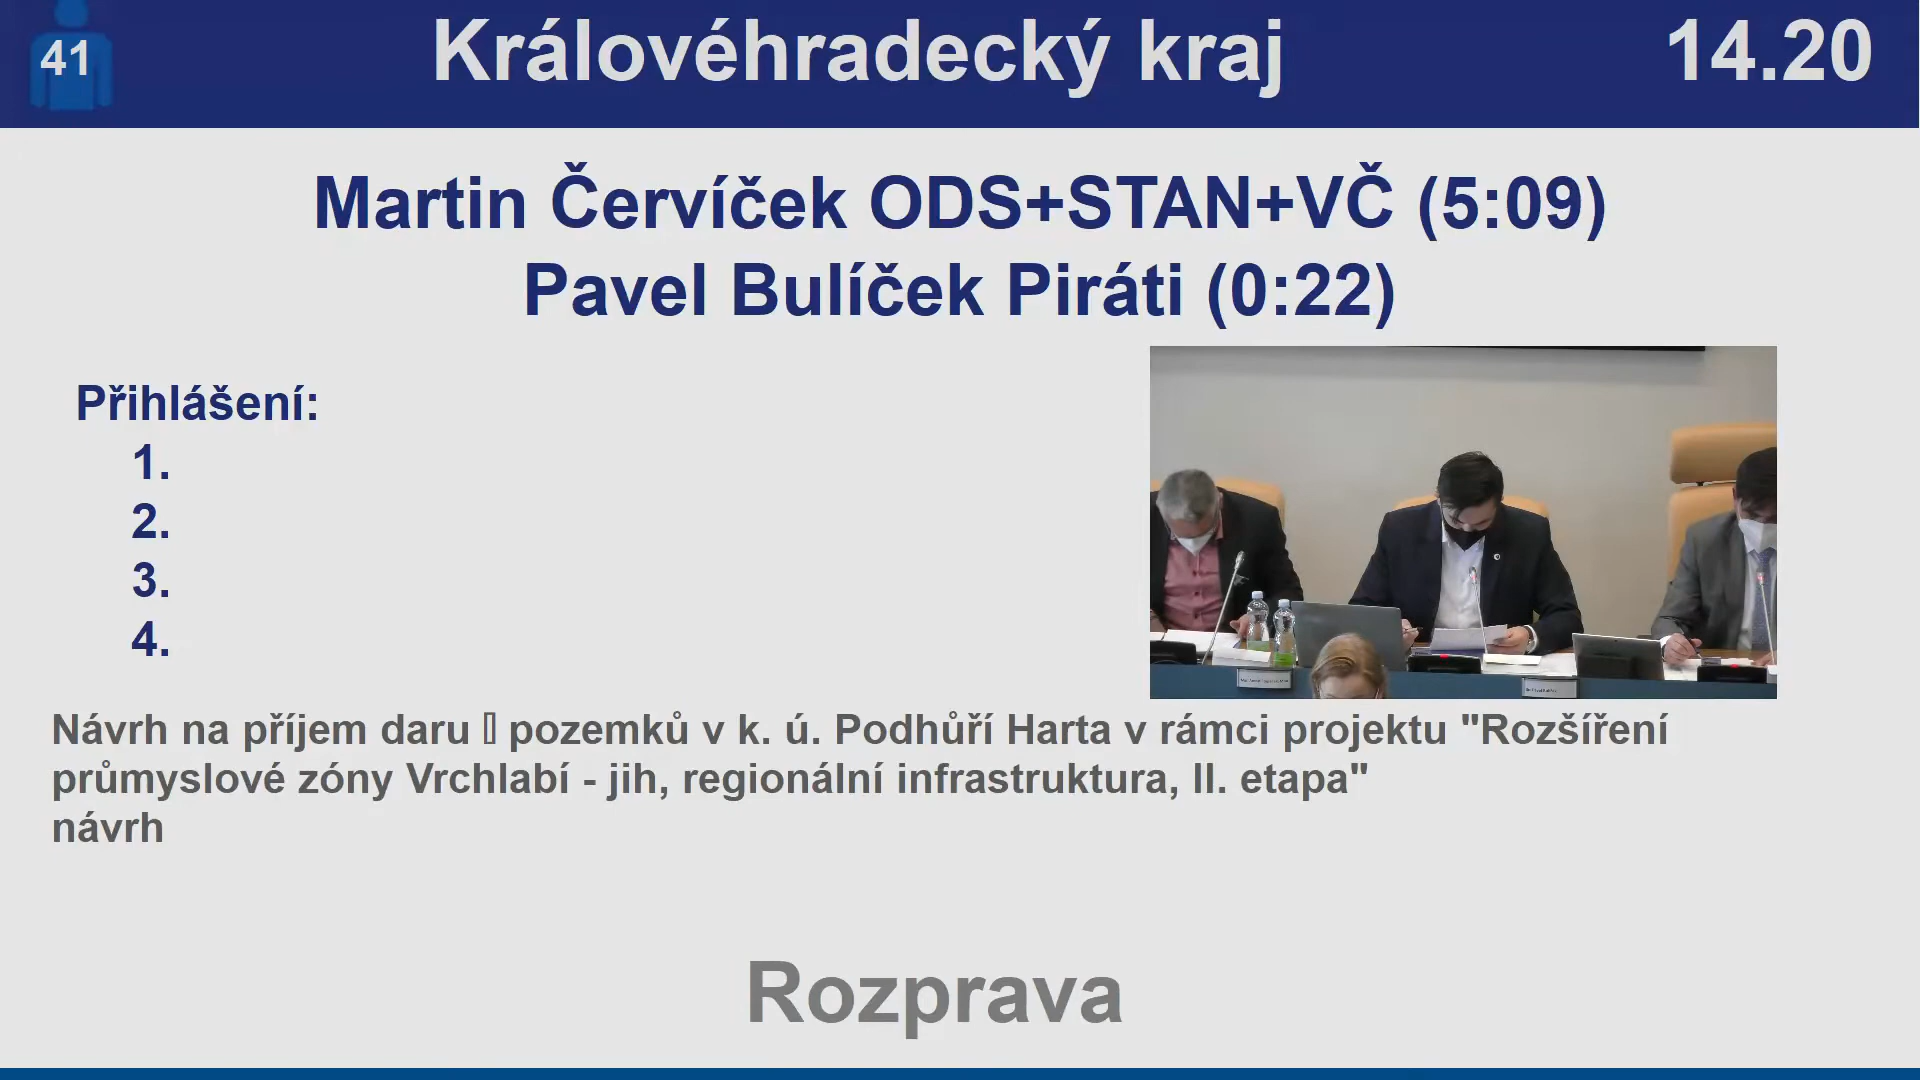 41
Královéhradecký kraj
14.20
Martin Červíček ODS+STAN+VČ (5:09)
Pavel Bulíček Piráti (0:22)
Přihlášení:
1.
2.
3.
4.
Návrh na příjem daru ▯ pozemků v k. ú. Podhůří Harta v rámci projektu "Rozšíření
průmyslové zóny Vrchlabí - jih, regionální infrastruktura, II. etapa"
návrh
Rozprava